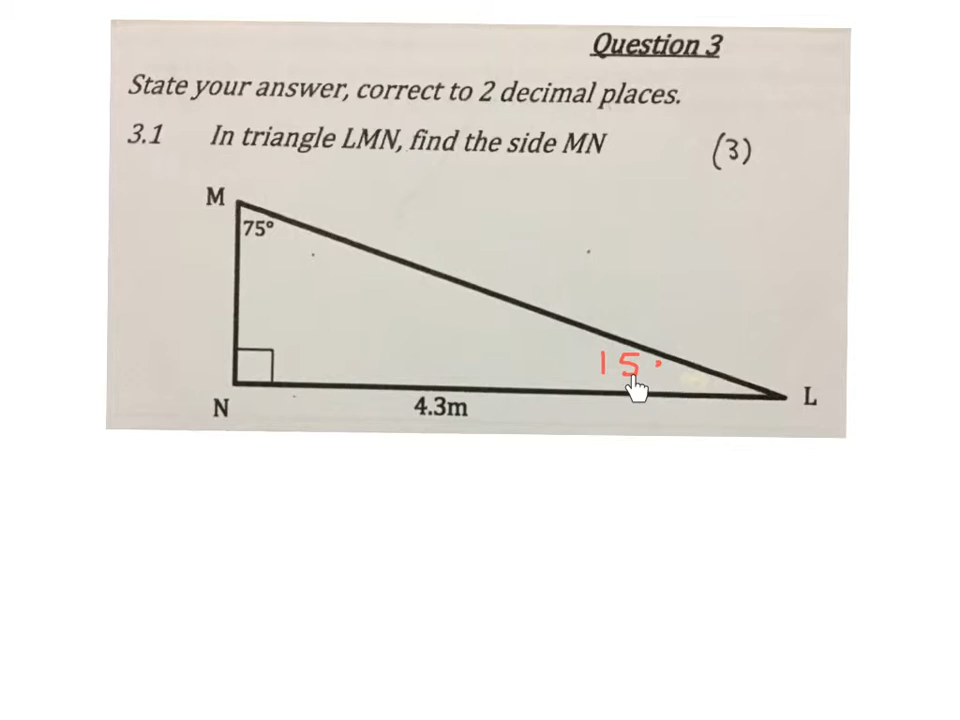 Question 3
State your answer, correct to 2 decimal places.
3.1 In triangle LMN, find the side MN (3)
M
75°
15°
N
4.3m
L